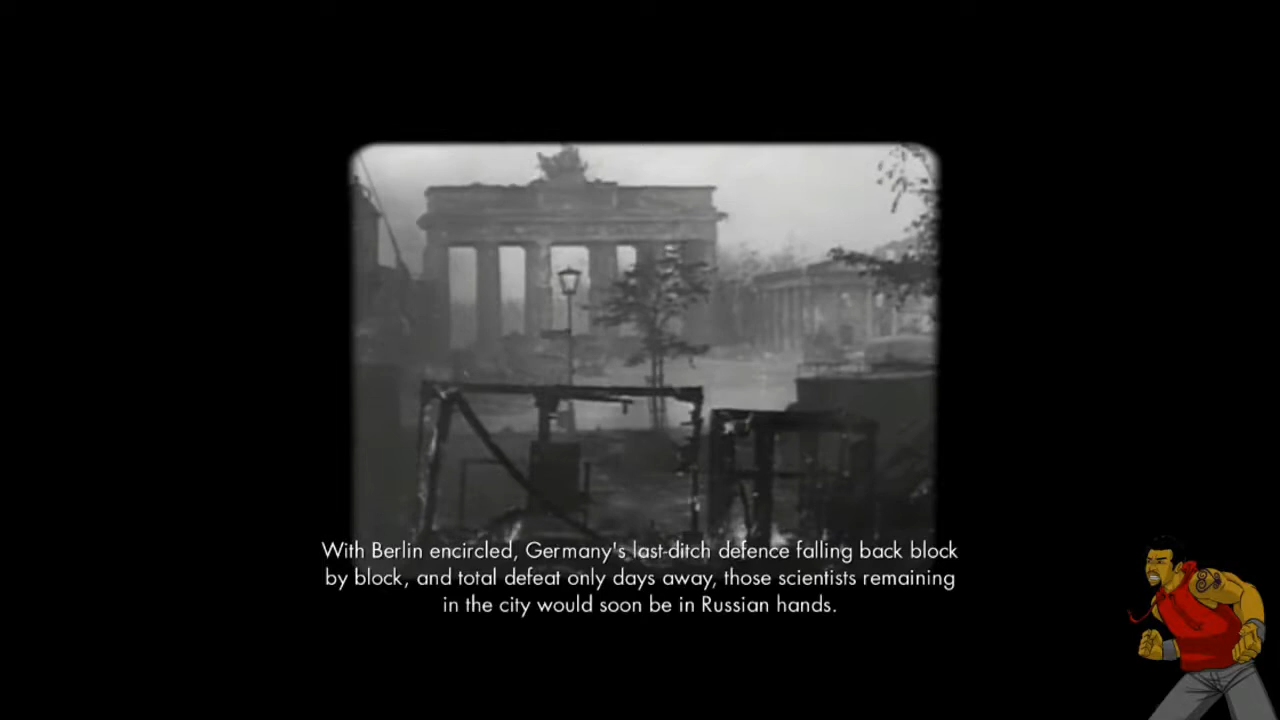 With Berlin encircled, Germany's last-ditch defence falling back block
by block, and total defeat only days away, those scientists remaining
in the city would soon be in Russian hands.